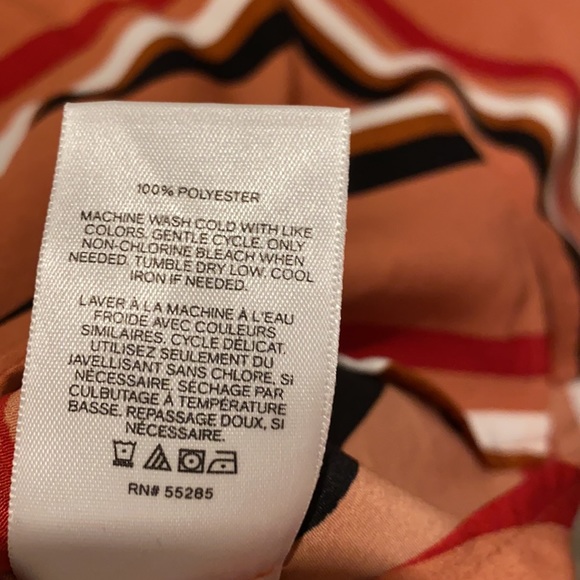 100% POLYESTER
MACHINE WASH COLD WITH LIKE
COLORS. GENTLE CYCLE. ONLY
NON-CHLORINE BLEACH WHEN
NEEDED. TUMBLE DRY LOW. COOL
IRON IF NEEDED.
LAVER À LA MACHINE À L'EAU
FROIDE AVEC COULEURS
SIMILAIRES. CYCLE DÉLICAT.
UTILISEZ SEULEMENT DU
JAVELLISANT SANS CHLORE, SI
NÉCESSAIRE, SÉCHAGE PAR
CULBUTAGE À TEMPÉRATURE
BASSE. REPASSAGE DOUX, SI
NÉCESSAIRE.
RN# 55285